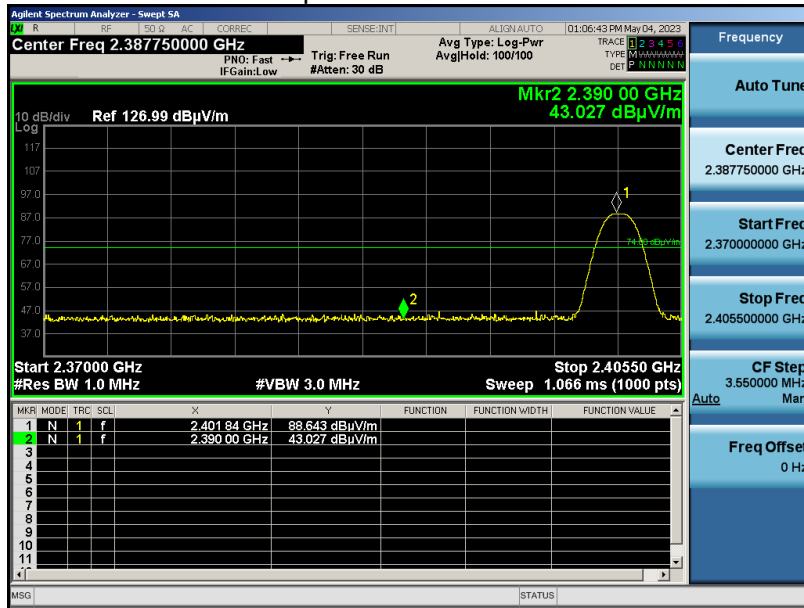 Agilent Spectrum Analyzer - Swept SA
LXI R RF 50 Ω AC CORREC SENSE:INT ALIGN AUTO 01:06:43 PM May 04, 2023
Center Freq 2.387750000 GHz
PNO: Fast Trig: Free Run
IFGain:Low #Atten: 30 dB
Avg Type: Log-Pwr
Avg|Hold: 100/100
TRACE 1 2 3 4 5 6
TYPE M
DET P N N N N N
Mkr2 2.390 00 GHz
43.027 dBµV/m
10 dB/div Ref 126.99 dBµV/m
Log
117
107
97.0
87.0
77.0
67.0
57.0
47.0
37.0
1
74.00 dBµV/m
2
Start 2.37000 GHz Stop 2.40550 GHz
#Res BW 1.0 MHz #VBW 3.0 MHz Sweep 1.066 ms (1000 pts)
MKR MODE TRC SCL X Y FUNCTION FUNCTION WIDTH FUNCTION VALUE
1 N 1 f 2.401 84 GHz 88.643 dBµV/m
2 N 1 f 2.390 00 GHz 43.027 dBµV/m
3
4
5
6
7
8
9
10
11
MSG STATUS
Frequency
Auto Tune
Center Freq
2.387750000 GHz
Start Freq
2.370000000 GHz
Stop Freq
2.405500000 GHz
CF Step
3.550000 MHz
Auto Man
Freq Offset
0 Hz